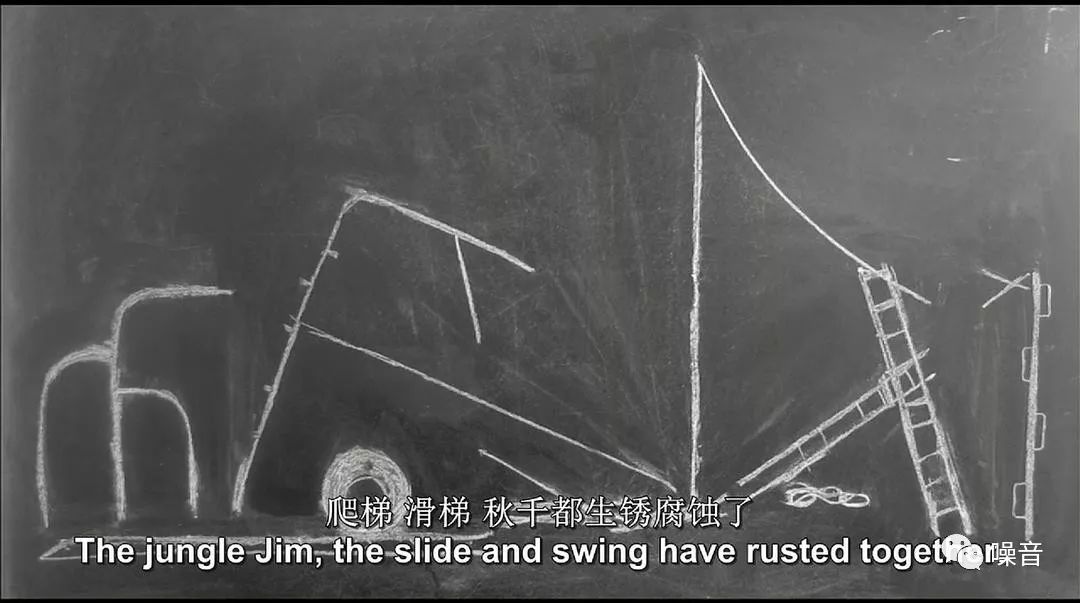 爬梯 滑梯 秋千都生锈腐蚀了
The jungle Jim, the slide and swing have rusted together.
噪音